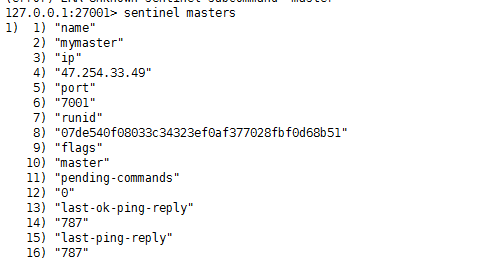 127.0.0.1:27001> sentinel masters
1) 1) "name"
2) "mymaster"
3) "ip"
4) "47.254.33.49"
5) "port"
6) "7001"
7) "runid"
8) "07de540f08033c34323ef0af377028fbf0d68b51"
9) "flags"
10) "master"
11) "pending-commands"
12) "0"
13) "last-ok-ping-reply"
14) "787"
15) "last-ping-reply"
16) "787"